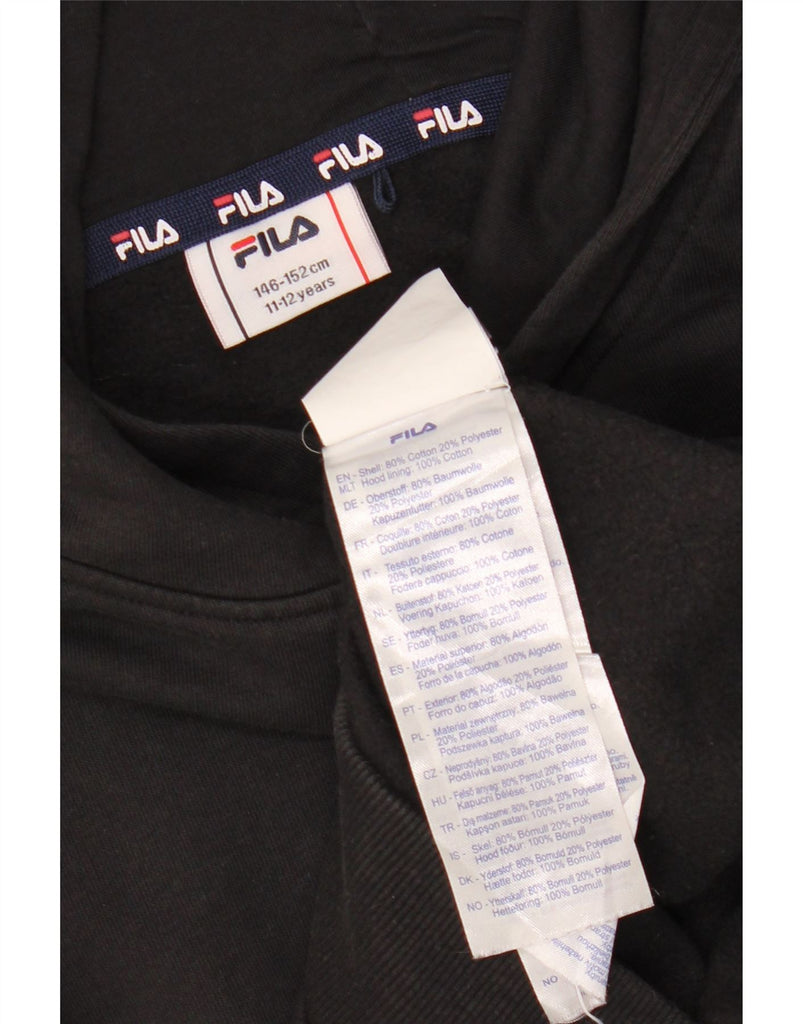 FILA FILA FILA FILA
FILA
146-152cm
11-12 years
FILA
EN - Shell: 80% Cotton 20% Polyester
MLT Hood lining: 100% Cotton
DE - Oberstoff: 80% Baumwolle
20% Polyester
Kapuzenfutter: 100% Baumwolle
FR - Coquille: 80% Coton 20% Polyester
Doublure intérieure: 100% Coton
IT - Tessuto esterno: 80% Cotone
20% Poliestere
Fodera cappuccio: 100% Cotone
NL - Buitenstof: 80% Katoen 20% Polyester
Voering Kapuchon: 100% Katoen
SE - Yttertyg: 80% Bomull 20% Polyester
Foder huva: 100% Bomull
ES - Material superior: 80% Algodón
20% Poliéster
Forro de la capucha: 100% Algodón
PT - Exterior: 80% Algodão 20% Poliéster
Forro do capuz: 100% Algodão
PL - Materiał zewnętrzny: 80% Bawełna
20% Poliester
Podszewka kaptura: 100% Bawełna
CZ - Neprodyšný: 80% Bavlna 20% Polyester
Podšívka kapuce: 100% Bavlna
HU - Felső anyag: 80% Pamut 20% Poliészter
Kapucni bélése: 100% Pamut
TR - Dış malzeme: 80% Pamuk 20% Polyester
Kapşon astarı: 100% Pamuk
IS - Skel: 80% Bómull 20% Pólýester
Hood fóður: 100% Bómull
DK - Yderstof: 80% Bomuld 20% Polyester
Hætte fodor: 100% Bomuld
NO - Ytterskall: 80% Bomull 20% Polyester
Hetteforing: 100% Bomull
NO